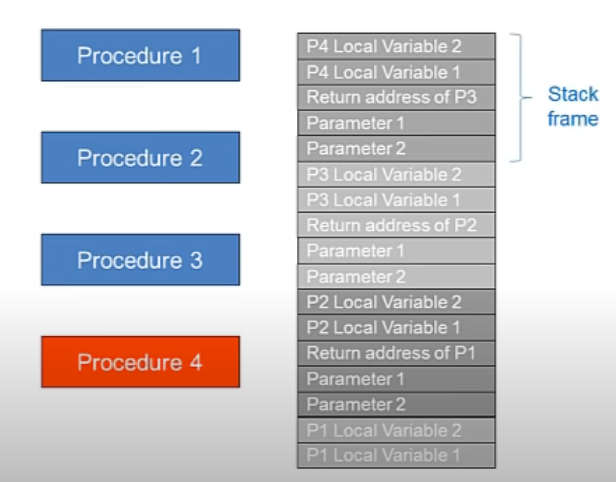 Procedure 1
Procedure 2
Procedure 3
Procedure 4
P4 Local Variable 2
P4 Local Variable 1
Return address of P3
Parameter 1
Parameter 2
P3 Local Variable 2
P3 Local Variable 1
Return address of P2
Parameter 1
Parameter 2
P2 Local Variable 2
P2 Local Variable 1
Return address of P1
Parameter 1
Parameter 2
P1 Local Variable 2
P1 Local Variable 1
Stack
frame